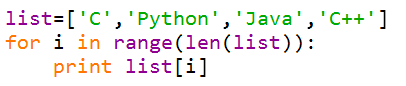 list=['C','Python','Java','C++']
for i in range(len(list)):
    print list[i]